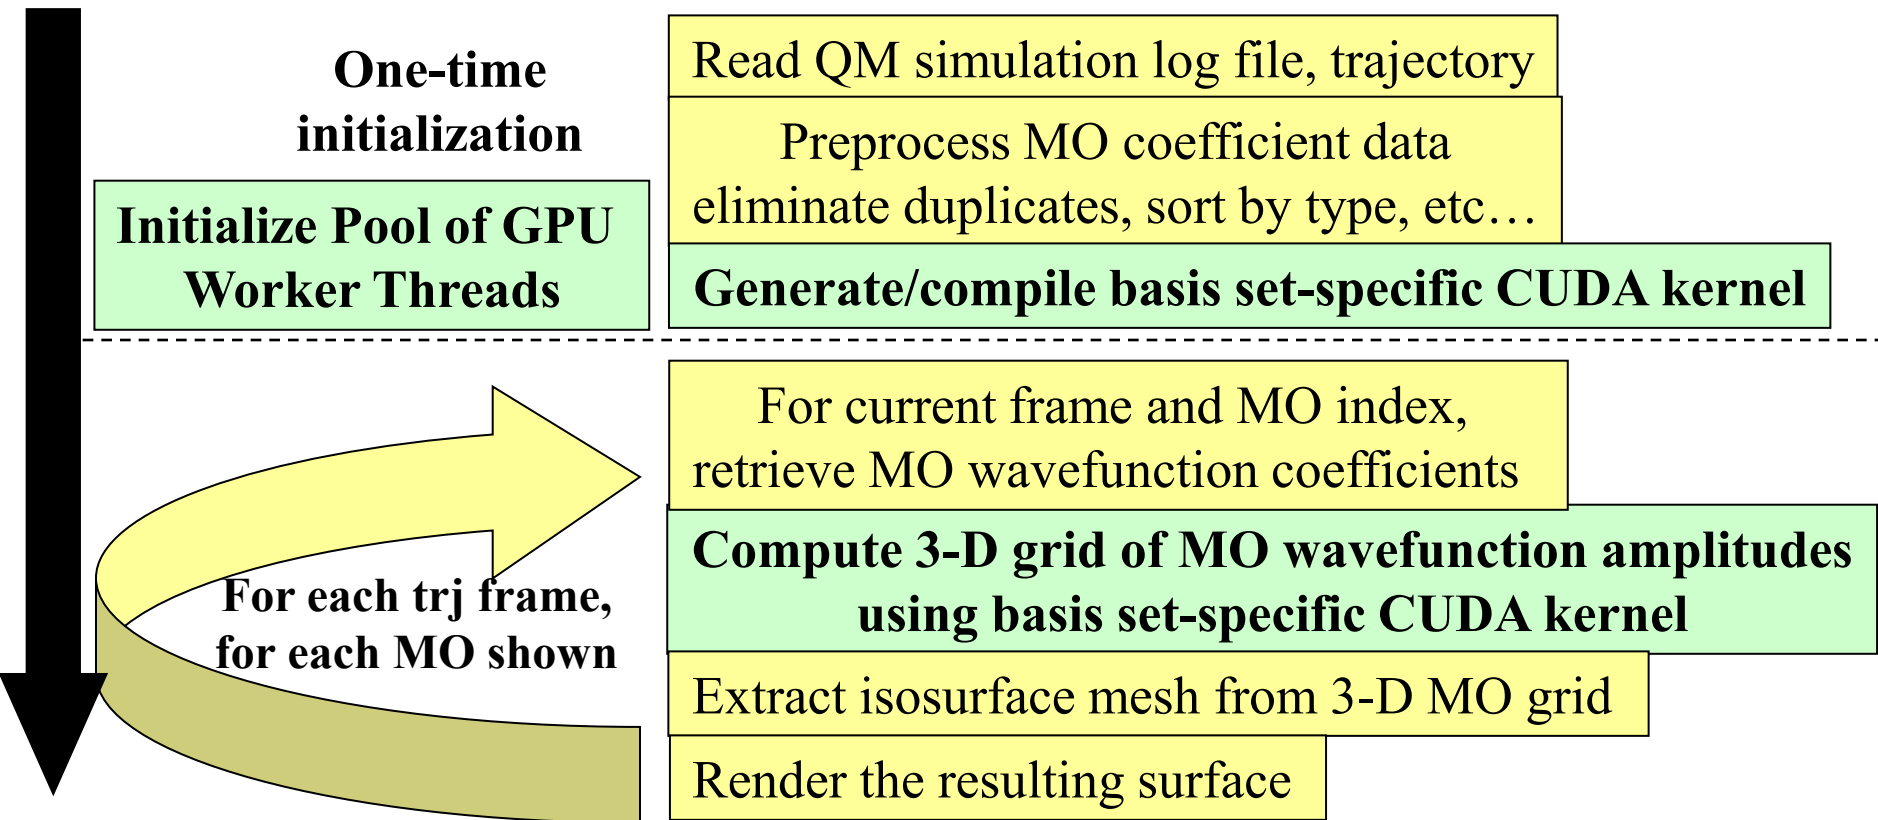 One-time
initialization
Initialize Pool of GPU
Worker Threads
Read QM simulation log file, trajectory
Preprocess MO coefficient data
eliminate duplicates, sort by type, etc…
Generate/compile basis set-specific CUDA kernel
For each trj frame,
for each MO shown
For current frame and MO index,
retrieve MO wavefunction coefficients
Compute 3-D grid of MO wavefunction amplitudes
using basis set-specific CUDA kernel
Extract isosurface mesh from 3-D MO grid
Render the resulting surface